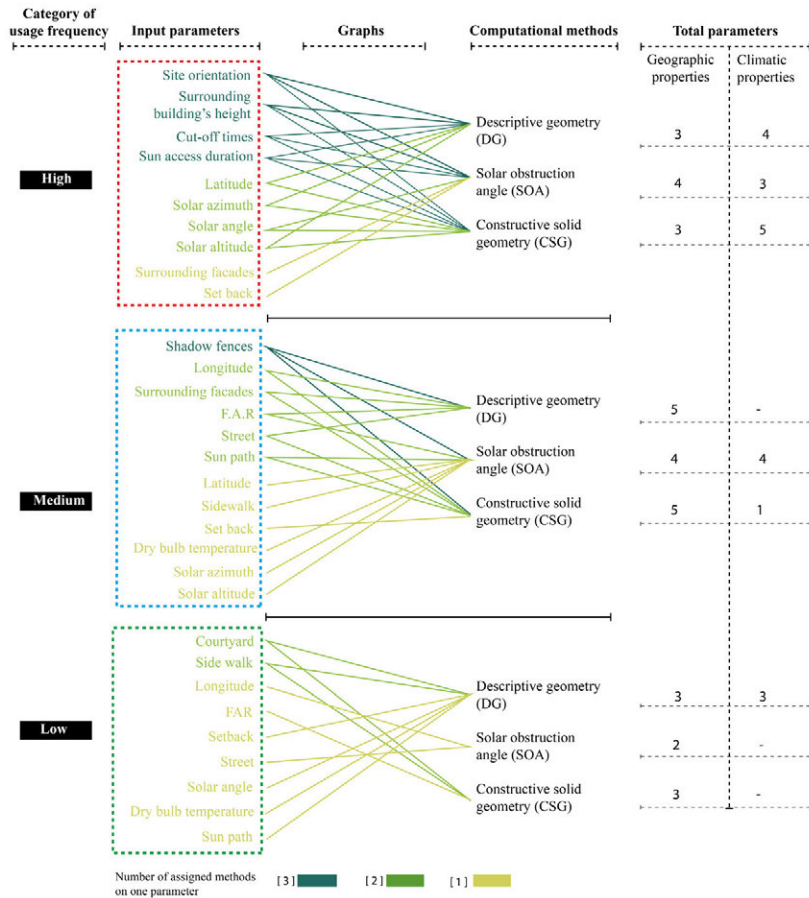 Category of
usage frequency
Input parameters
Graphs
Computational methods
Total parameters
Geographic
properties
Climatic
properties
High
Site orientation
Surrounding
building's height
Cut-off times
Sun access duration
Latitude
Solar azimuth
Solar angle
Solar altitude
Surrounding facades
Set back
Descriptive geometry
(DG)
3 4
Solar obstruction
angle (SOA)
4 3
Constructive solid
geometry (CSG)
3 5
Medium
Shadow fences
Longitude
Surrounding facades
F.A.R
Street
Sun path
Latitude
Sidewalk
Set back
Dry bulb temperature
Solar azimuth
Solar altitude
Descriptive geometry
(DG)
5 -
Solar obstruction
angle (SOA)
4 4
Constructive solid
geometry (CSG)
5 1
Low
Courtyard
Side walk
Longitude
FAR
Setback
Street
Solar angle
Dry bulb temperature
Sun path
Descriptive geometry
(DG)
3 3
Solar obstruction
angle (SOA)
2 -
Constructive solid
geometry (CSG)
3 -
Number of assigned methods
on one parameter
[3] [2] [1]